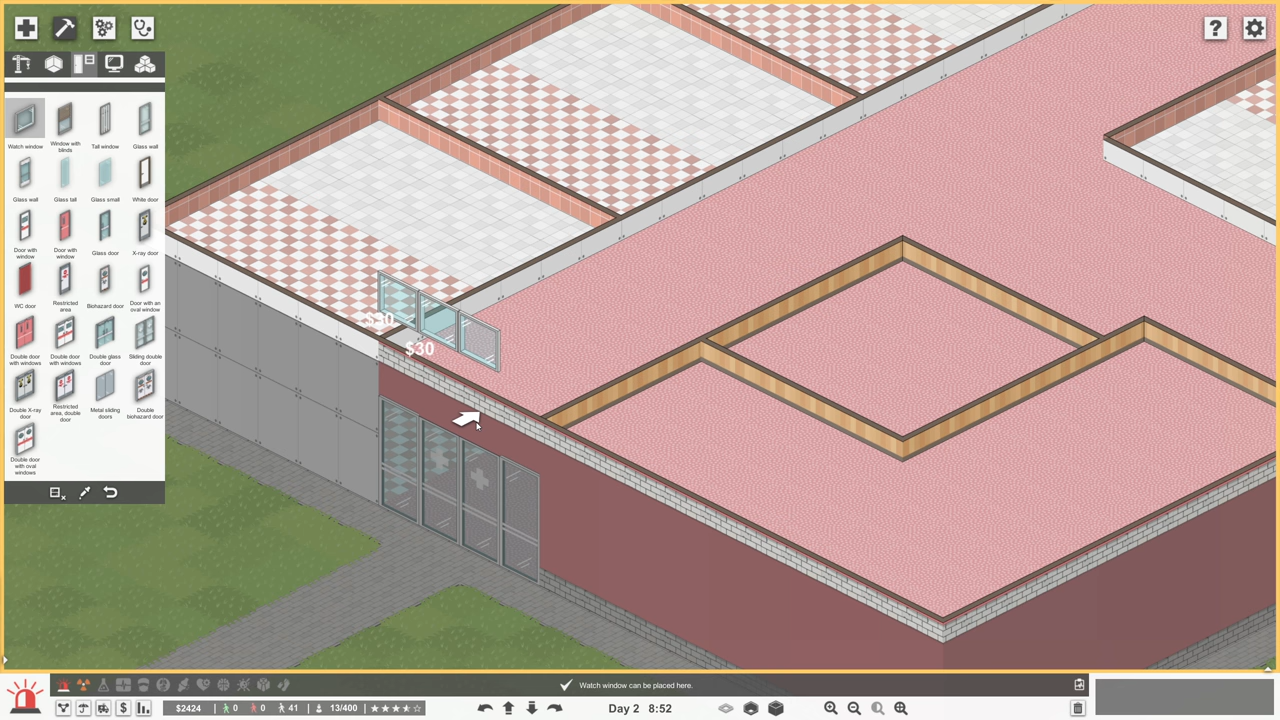 ?
Watch window
Window with blinds
Tall window
Glass wall
Glass wall
Glass tall
Glass small
White door
Door with window
Door with window
Glass door
X-ray door
WC door
Restricted area
Biohazard door
Door with an oval window
Double door with windows
Double door with windows
Double glass door
Sliding double door
Double X-ray door
Restricted area, double door
Metal sliding doors
Double biohazard door
Double door with oval windows
$30
$30
Watch window can be placed here.
$2424
0
0
41
13/400
Day 2 8:52